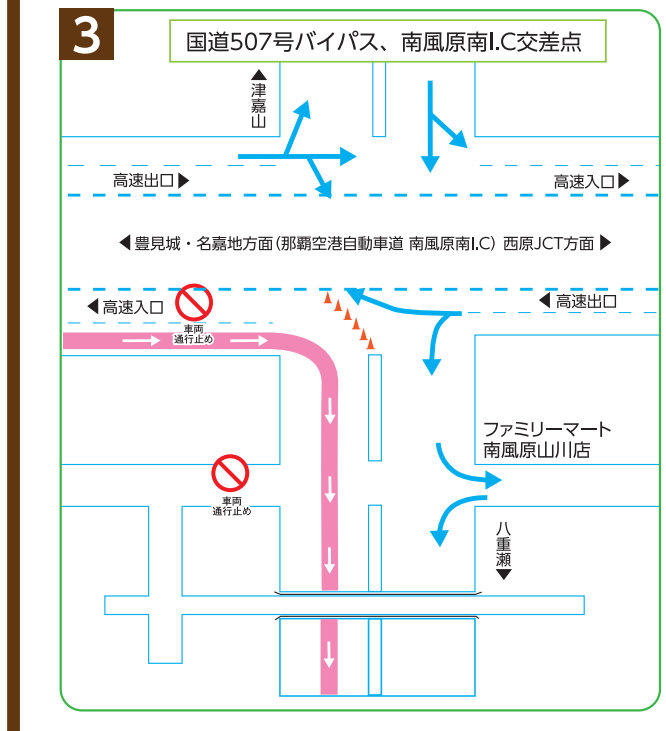 3
国道507号バイパス、南風原南I.C交差点
▲津嘉山
高速出口▶
高速入口▶
◀豊見城・名嘉地方面(那覇空港自動車道 南風原南I.C) 西原JCT方面▶
◀高速入口
◀高速出口
車両
通行止め
ファミリーマート
南風原山川店
車両
通行止め
八重瀬▼